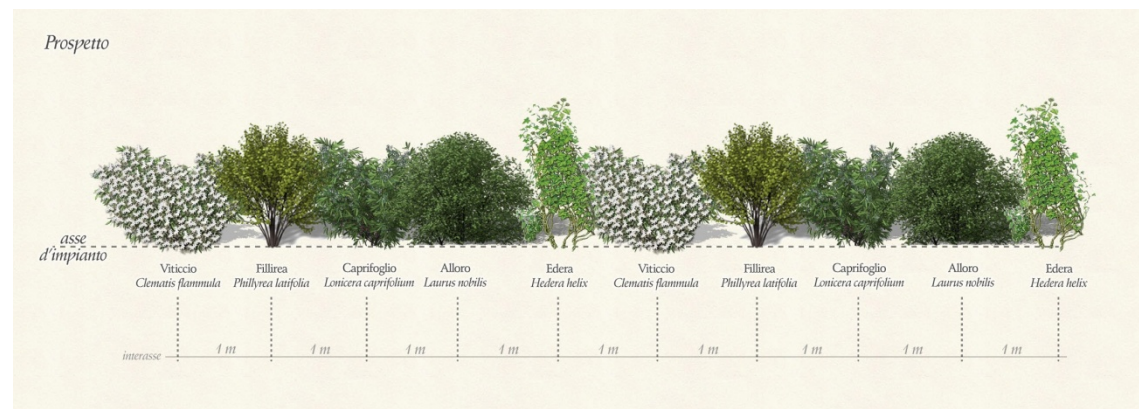 Prospetto
asse
d'impianto
Viticcio
Clematis flammula
Fillirea
Phillyrea latifolia
Caprifoglio
Lonicera caprifolium
Alloro
Laurus nobilis
Edera
Hedera helix
Viticcio
Clematis flammula
Fillirea
Phillyrea latifolia
Caprifoglio
Lonicera caprifolium
Alloro
Laurus nobilis
Edera
Hedera helix
interasse
1 m
1 m
1 m
1 m
1 m
1 m
1 m
1 m
1 m